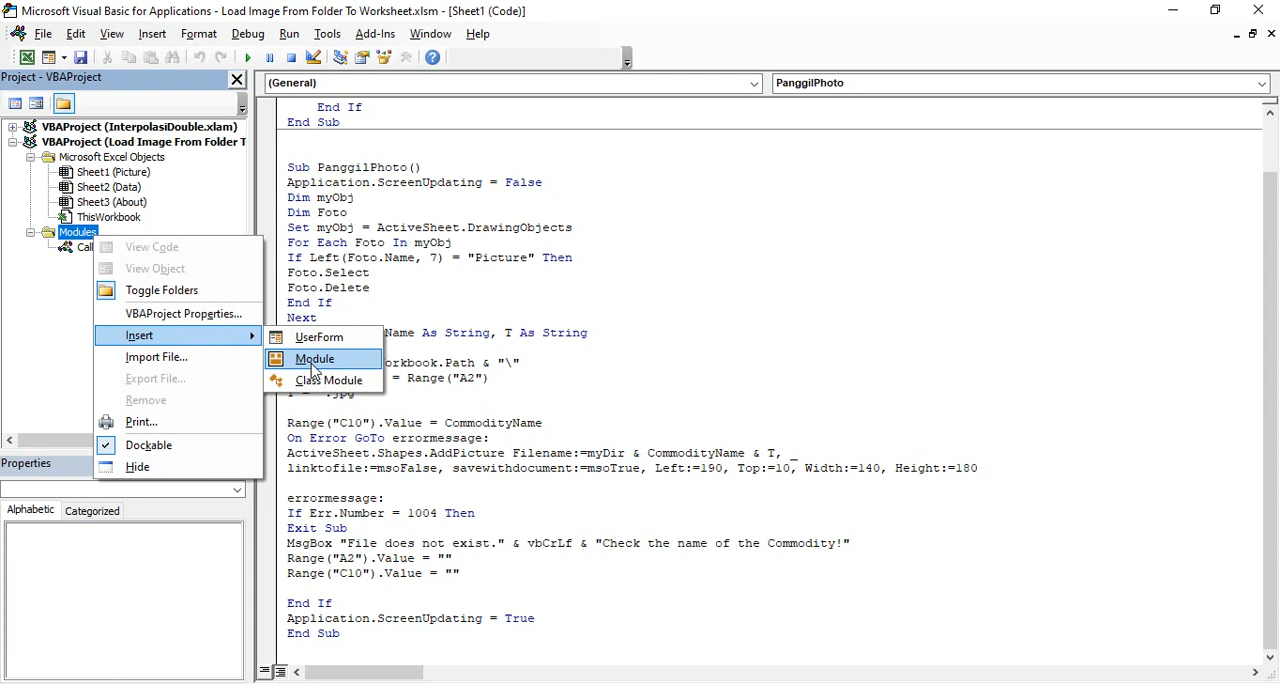 Microsoft Visual Basic for Applications - Load Image From Folder To Worksheet.xlsm - [Sheet1 (Code)]
File Edit View Insert Format Debug Run Tools Add-Ins Window Help
Project - VBAProject
(General)
PanggilPhoto
VBAProject (InterpolasiDouble.xlam)
VBAProject (Load Image From Folder T
Microsoft Excel Objects
Sheet1 (Picture)
Sheet2 (Data)
Sheet3 (About)
ThisWorkbook
Modules
Call
View Code
View Object
Toggle Folders
VBAProject Properties...
Insert
Import File...
Export File...
Remove
Print...
Dockable
Hide
UserForm
Module
Class Module
Properties
Alphabetic Categorized
End If
End Sub
Sub PanggilPhoto()
Application.ScreenUpdating = False
Dim myObj
Dim Foto
Set myObj = ActiveSheet.DrawingObjects
For Each Foto In myObj
If Left(Foto.Name, 7) = "Picture" Then
Foto.Select
Foto.Delete
End If
Next
Name As String, T As String
orkbook.Path & "\"
= Range("A2")
Range("C10").Value = CommodityName
On Error GoTo errormessage:
ActiveSheet.Shapes.AddPicture Filename:=myDir & CommodityName & T, _
linktofile:=msoFalse, savewithdocument:=msoTrue, Left:=190, Top:=10, Width:=140, Height:=180
errormessage:
If Err.Number = 1004 Then
Exit Sub
MsgBox "File does not exist." & vbCrLf & "Check the name of the Commodity!"
Range("A2").Value = ""
Range("C10").Value = ""
End If
Application.ScreenUpdating = True
End Sub